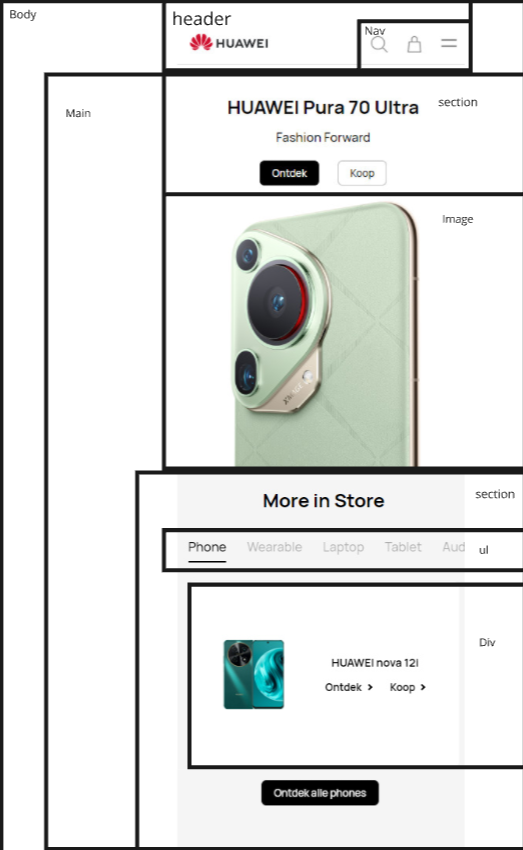 Body
header
Nav
HUAWEI
Main
HUAWEI Pura 70 Ultra
section
Fashion Forward
Ontdek
Koop
Image
section
More in Store
Phone Wearable Laptop Tablet Aud
ul
Div
HUAWEI nova 12i
Ontdek > Koop >
Ontdek alle phones